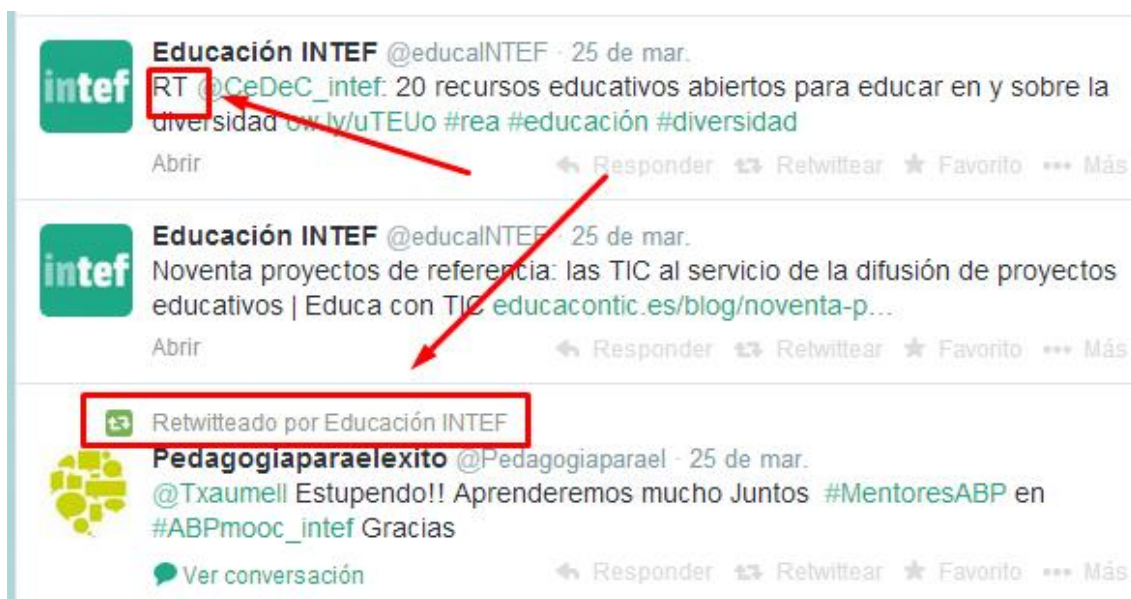 Educación INTEF @educaINTEF · 25 de mar.
intef
RT @CeDeC_intef: 20 recursos educativos abiertos para educar en y sobre la
diversidad ow.ly/uTEUo #rea #educación #diversidad
Abrir Responder Retwittear Favorito Más
Educación INTEF @educaINTEF · 25 de mar.
intef
Noventa proyectos de referencia: las TIC al servicio de la difusión de proyectos
educativos | Educa con TIC educacontic.es/blog/noventa-p...
Abrir Responder Retwittear Favorito Más
Retwitteado por Educación INTEF
Pedagogiaparaelexito @Pedagogiaparael · 25 de mar.
@Txaumell Estupendo!! Aprenderemos mucho Juntos #MentoresABP en
#ABPmooc_intef Gracias
Ver conversación Responder Retwittear Favorito Más